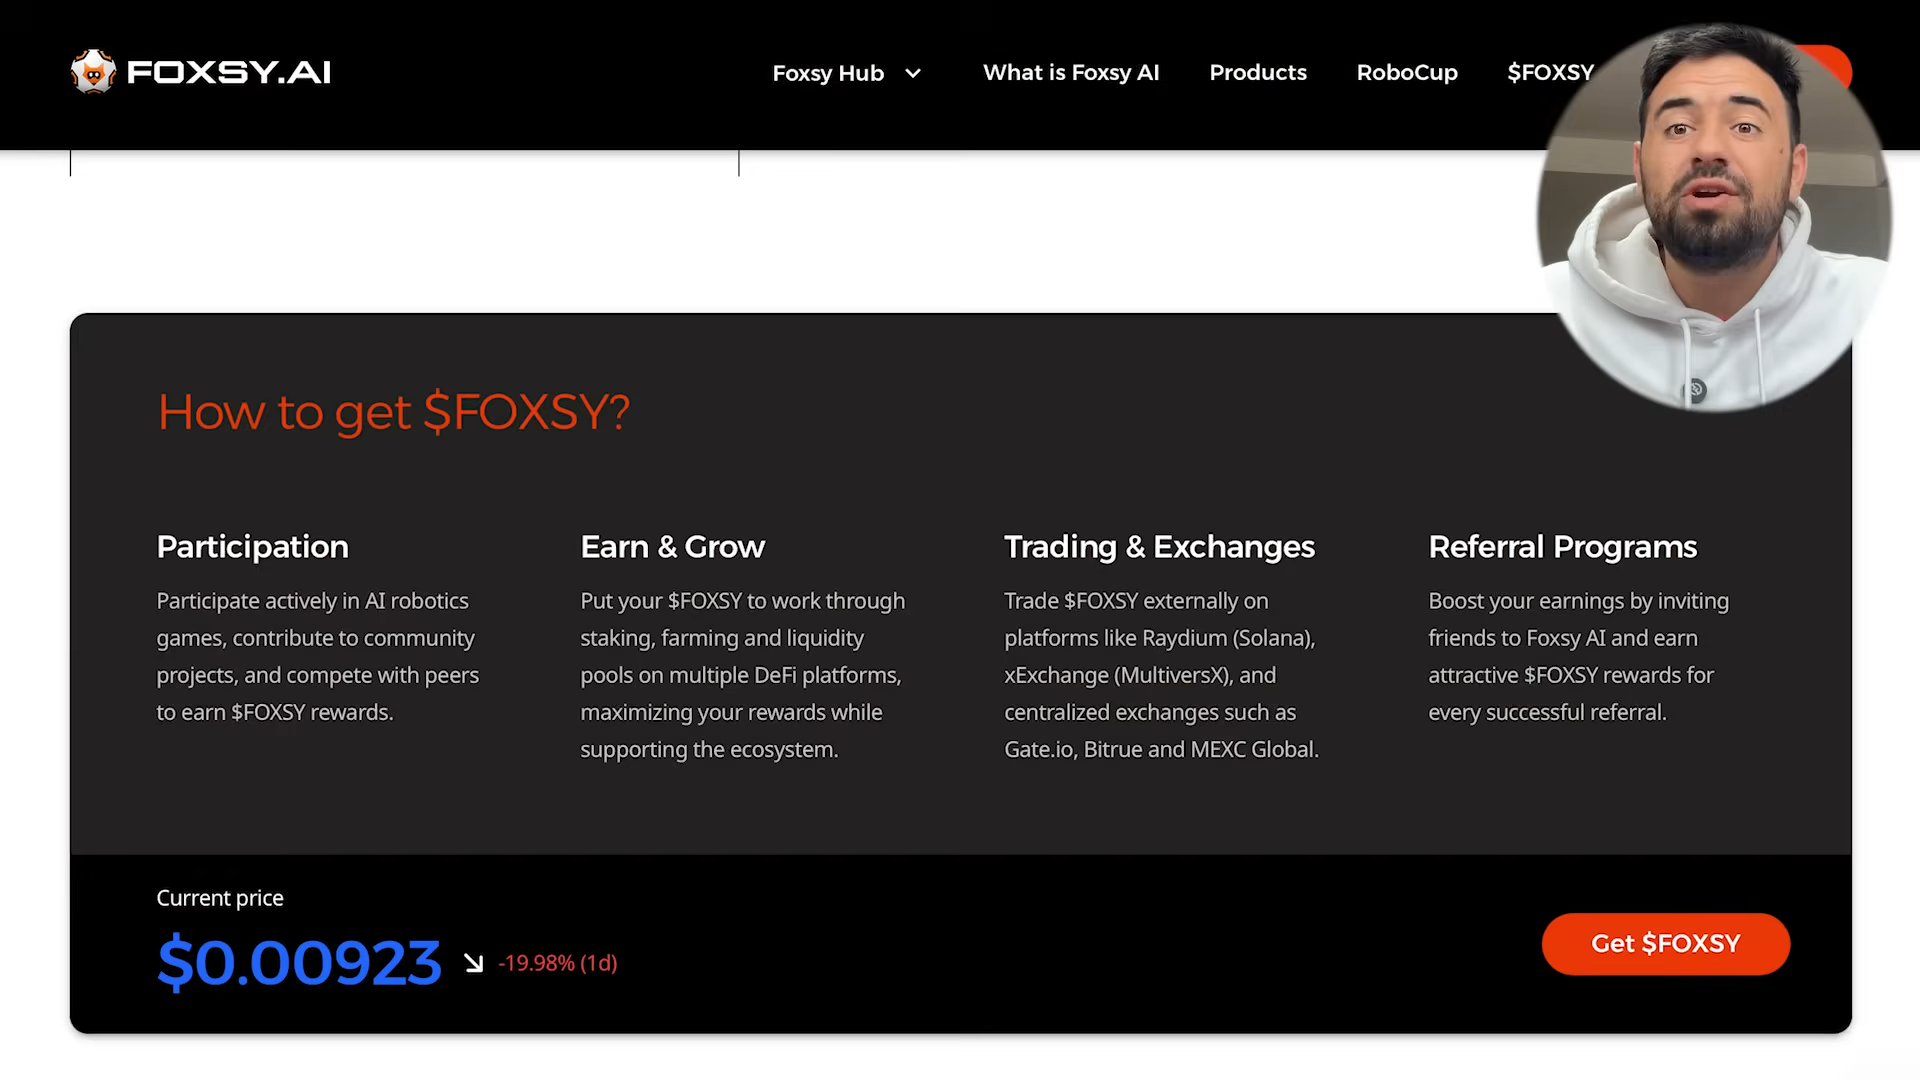 FOXSY.AI
Foxsy Hub
What is Foxsy AI
Products
RoboCup
$FOXSY
How to get $FOXSY?
Participation
Participate actively in AI robotics
games, contribute to community
projects, and compete with peers
to earn $FOXSY rewards.
Earn & Grow
Put your $FOXSY to work through
staking, farming and liquidity
pools on multiple DeFi platforms,
maximizing your rewards while
supporting the ecosystem.
Trading & Exchanges
Trade $FOXSY externally on
platforms like Raydium (Solana),
xExchange (MultiversX), and
centralized exchanges such as
Gate.io, Bitrue and MEXC Global.
Referral Programs
Boost your earnings by inviting
friends to Foxsy AI and earn
attractive $FOXSY rewards for
every successful referral.
Current price
$0.00923
-19.98% (1d)
Get $FOXSY